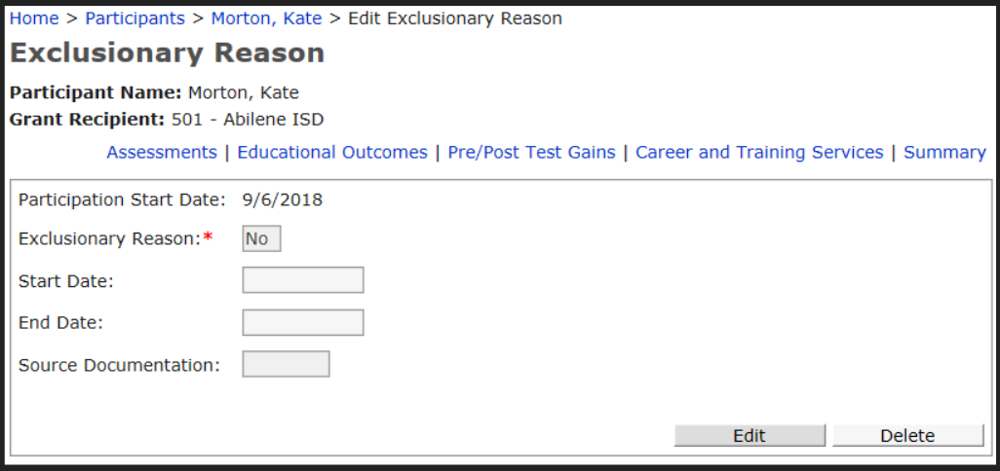 Home > Participants > Morton, Kate > Edit Exclusionary Reason
Exclusionary Reason
Participant Name: Morton, Kate
Grant Recipient: 501 - Abilene ISD
Assessments | Educational Outcomes | Pre/Post Test Gains | Career and Training Services | Summary
Participation Start Date: 9/6/2018
Exclusionary Reason:* No
Start Date:
End Date:
Source Documentation:
Edit Delete